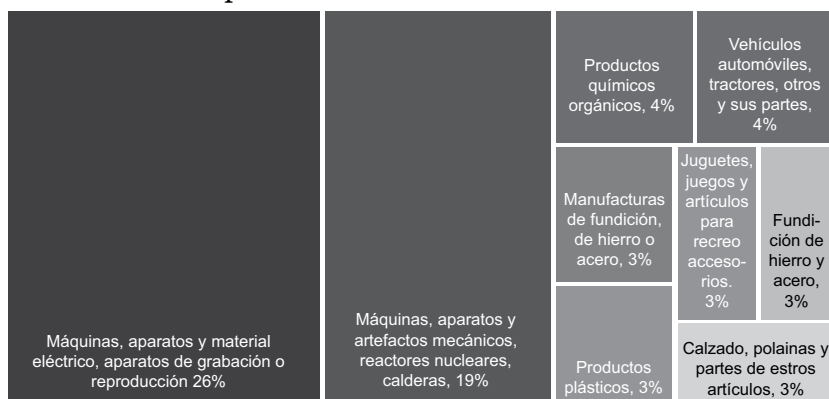 Máquinas, aparatos y material
eléctrico, aparatos de grabación o
reproducción 26%
Máquinas, aparatos y
artefactos mecánicos,
reactores nucleares,
calderas, 19%
Productos
químicos
orgánicos, 4%
Vehículos
automóviles,
tractores, otros
y sus partes,
4%
Manufacturas
de fundición,
de hierro o
acero, 3%
Juguetes,
juegos y
artículos
para
recreo
acceso-
rios.
3%
Fundi-
ción de
hierro y
acero,
3%
Productos
plásticos, 3%
Calzado, polainas y
partes de estros
artículos, 3%